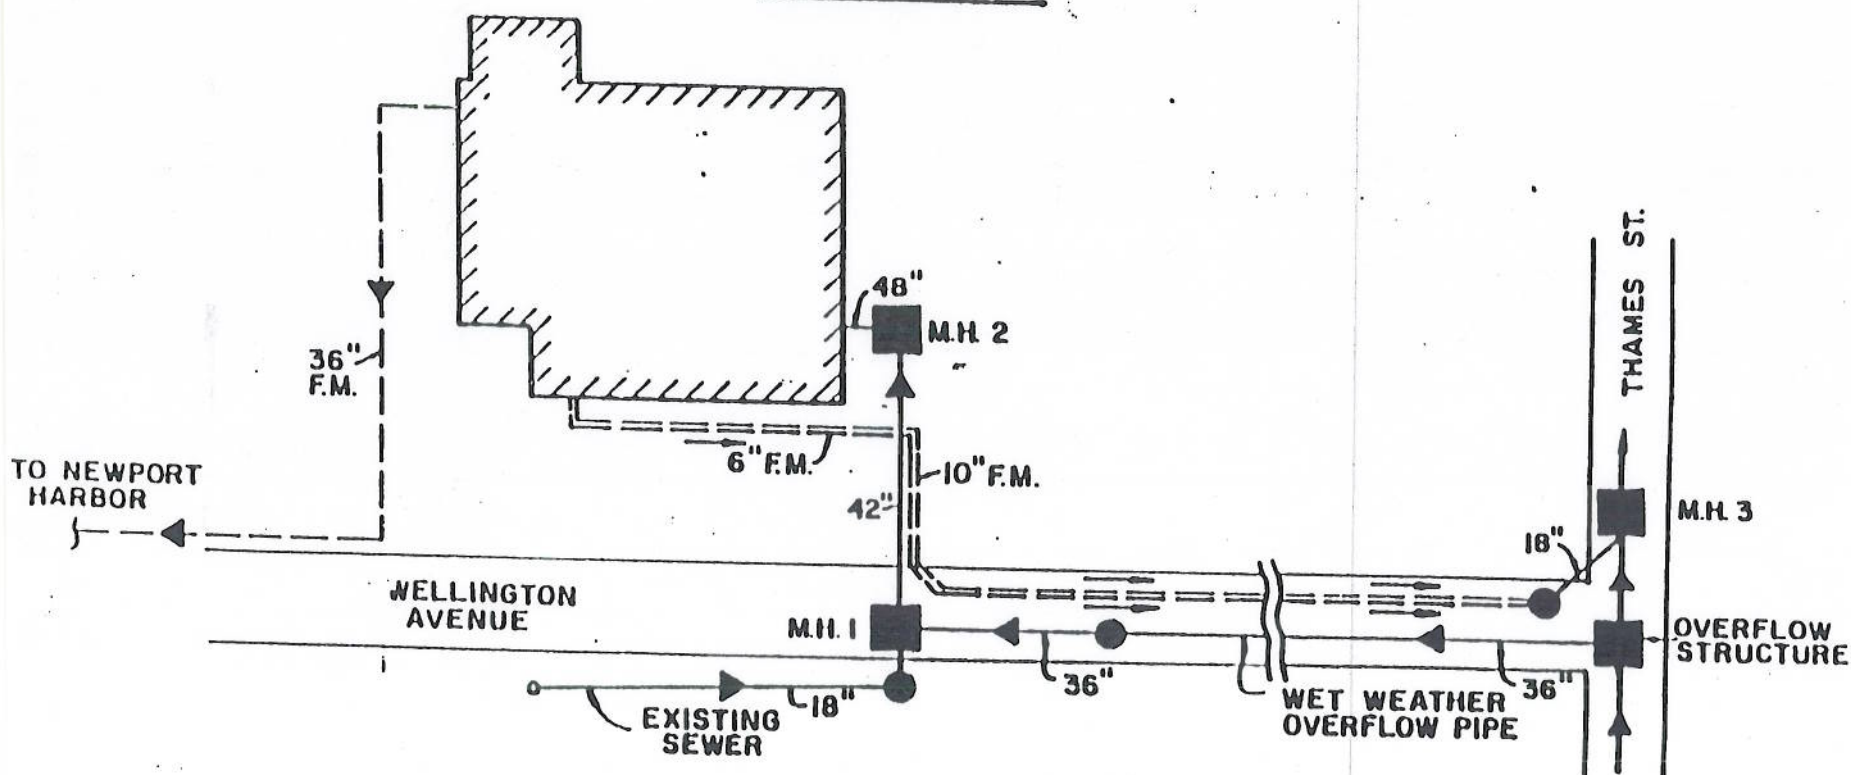 THAMES ST.
48"
M.H. 2
36"
F.M.
6" F.M.
10" F.M.
TO NEWPORT
HARBOR
42"
M.H. 3
18"
WELLINGTON
AVENUE
M.H. 1
OVERFLOW
STRUCTURE
36"
36"
18"
WET WEATHER
OVERFLOW PIPE
EXISTING
SEWER